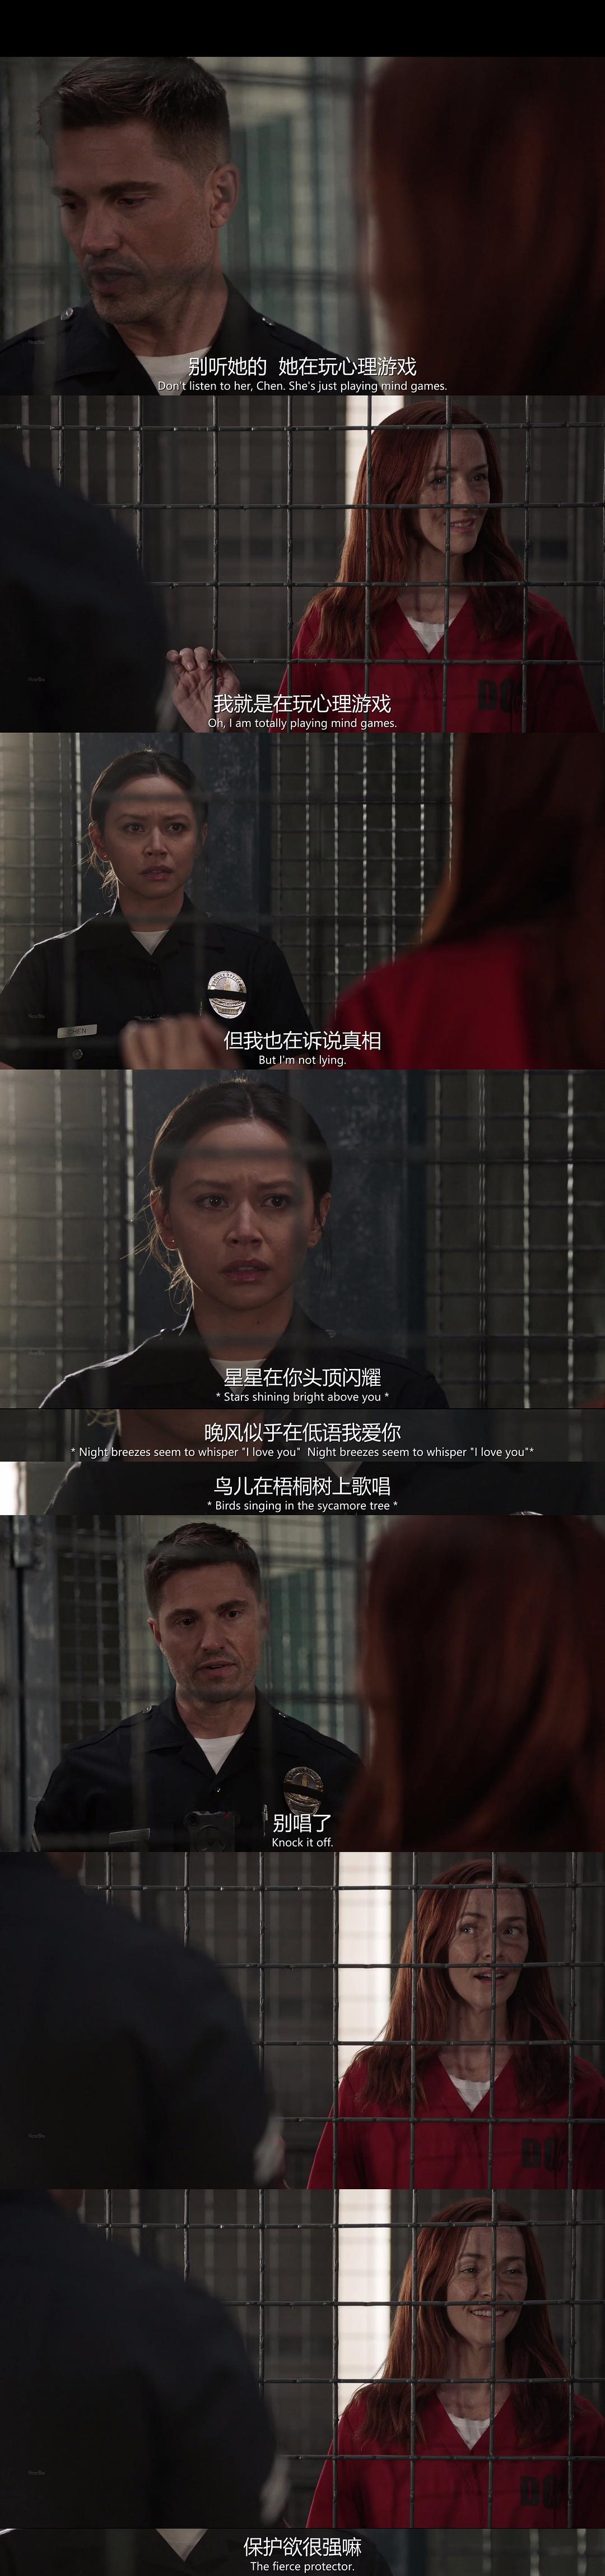 别听她的 她在玩心理游戏
Don't listen to her, Chen. She's just playing mind games.
我就是在玩心理游戏
Oh, I am totally playing mind games.
但我也在诉说真相
But I'm not lying.
星星在你头顶闪耀
* Stars shining bright above you *
晚风似乎在低语我爱你
* Night breezes seem to whisper "I love you" Night breezes seem to whisper "I love you"*
鸟儿在梧桐树上歌唱
* Birds singing in the sycamore tree *
别唱了
Knock it off.
保护欲很强嘛
The fierce protector.